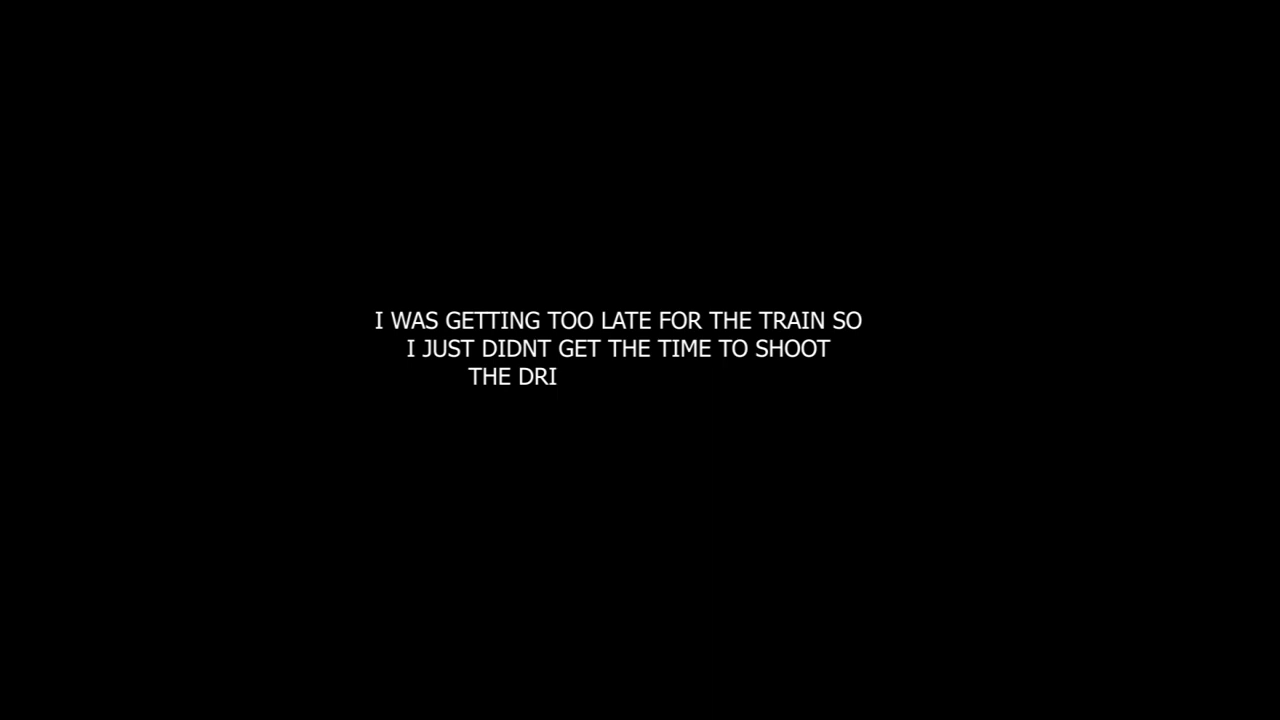 I WAS GETTING TOO LATE FOR THE TRAIN SO
I JUST DIDNT GET THE TIME TO SHOOT
THE DRI